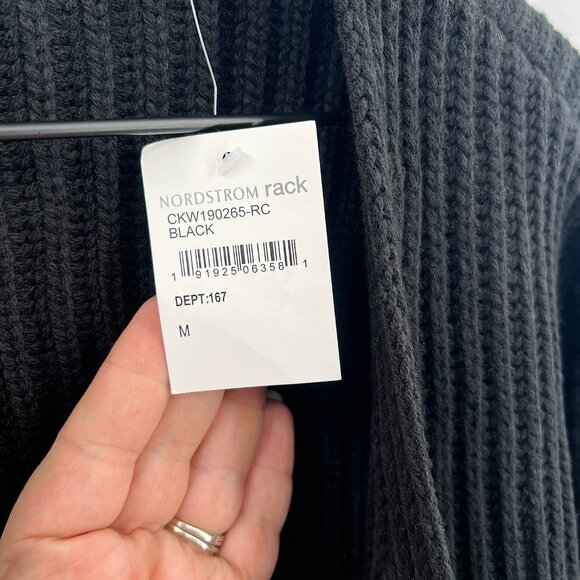 NORDSTROM rack
CKW190265-RC
BLACK
1 91925 06358 1
DEPT:167
M